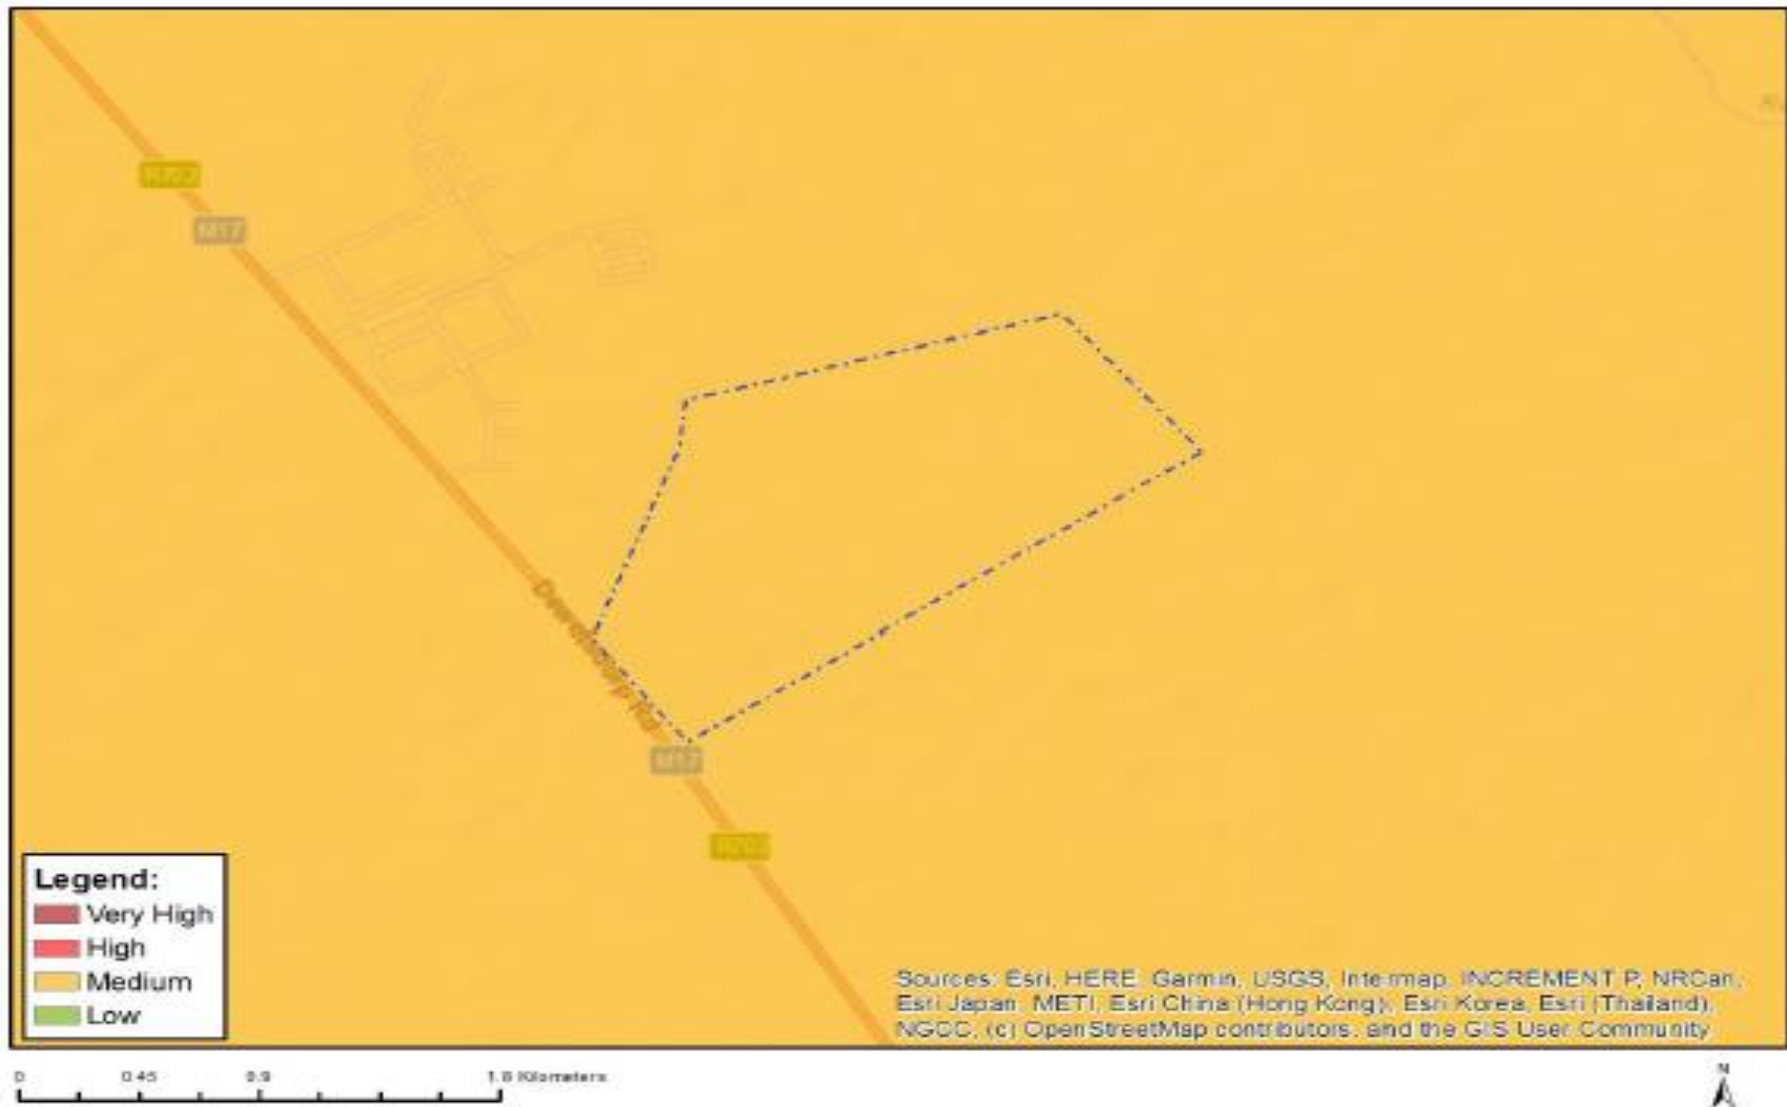 M17
M17
Legend:
Very High
High
Medium
Low
Sources: Esri, HERE, Garmin, USGS, Intermap, INCREMENT P, NRCan,
Esri Japan, METI, Esri China (Hong Kong), Esri Korea, Esri (Thailand),
NGCC, (c) OpenStreetMap contributors, and the GIS User Community
0 0.45 0.9 1.8 Kilometers
N